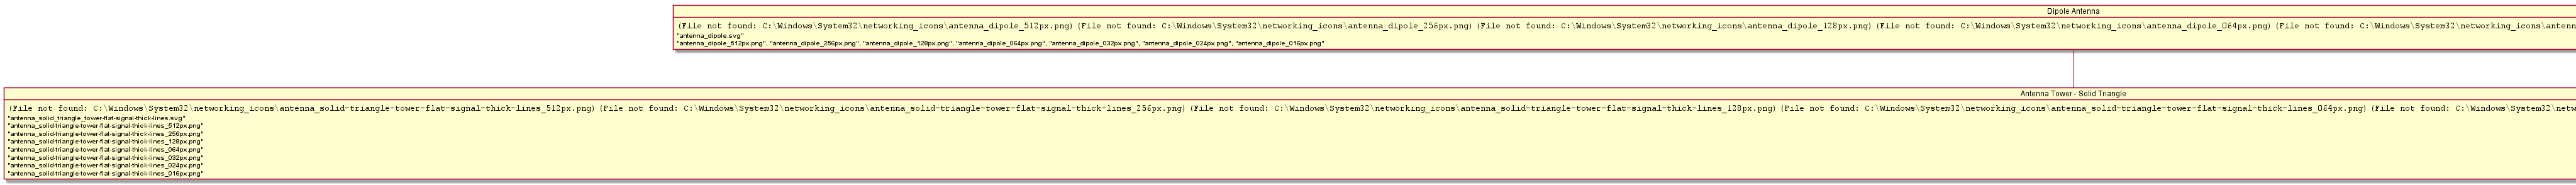 Dipole Antenna
(File not found: C:\Windows\System32\networking_icons\antenna_dipole_512px.png) (File not found: C:\Windows\System32\networking_icons\antenna_dipole_256px.png) (File not found: C:\Windows\System32\networking_icons\antenna_dipole_128px.png) (File not found: C:\Windows\System32\networking_icons\antenna_dipole_064px.png) (File not found: C:\Windows\System32\networking_icons\antenn
"antenna_dipole.svg"
"antenna_dipole_512px.png", "antenna_dipole_256px.png", "antenna_dipole_128px.png", "antenna_dipole_064px.png", "antenna_dipole_032px.png", "antenna_dipole_024px.png", "antenna_dipole_016px.png"
Antenna Tower - Solid Triangle
(File not found: C:\Windows\System32\networking_icons\antenna_solid-triangle-tower-flat-signal-thick-lines_512px.png) (File not found: C:\Windows\System32\networking_icons\antenna_solid-triangle-tower-flat-signal-thick-lines_256px.png) (File not found: C:\Windows\System32\networking_icons\antenna_solid-triangle-tower-flat-signal-thick-lines_128px.png) (File not found: C:\Windows\System32\networking_icons\antenna_solid-triangle-tower-flat-signal-thick-lines_064px.png) (File not found: C:\Windows\System32\netw
"antenna_solid_triangle_tower-flat-signal-thick-lines.svg"
"antenna_solid-triangle-tower-flat-signal-thick-lines_512px.png"
"antenna_solid-triangle-tower-flat-signal-thick-lines_256px.png"
"antenna_solid-triangle-tower-flat-signal-thick-lines_128px.png"
"antenna_solid-triangle-tower-flat-signal-thick-lines_064px.png"
"antenna_solid-triangle-tower-flat-signal-thick-lines_032px.png"
"antenna_solid-triangle-tower-flat-signal-thick-lines_024px.png"
"antenna_solid-triangle-tower-flat-signal-thick-lines_016px.png"